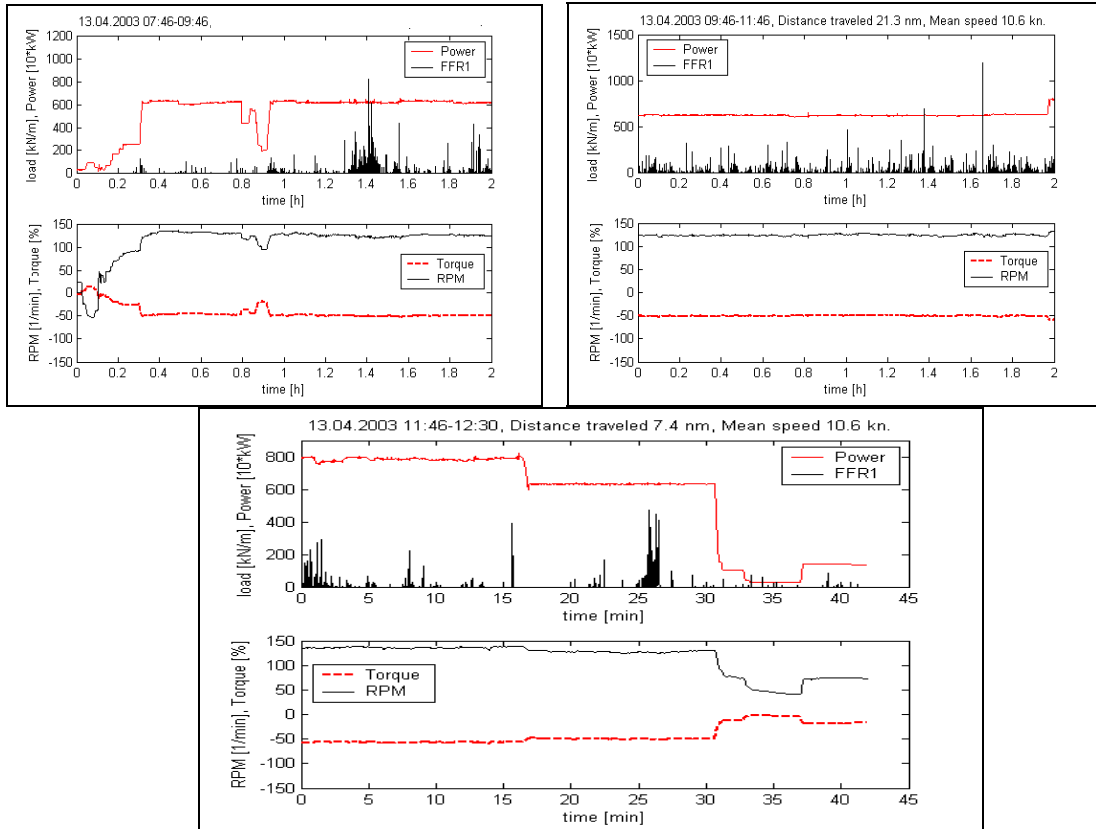 13.04.2003 07:46-09:46,
load [kN/m], Power [10*kW]
1200
1000
800
600
400
200
0
Power
FFR1
0 0.2 0.4 0.6 0.8 1 1.2 1.4 1.6 1.8 2
time [h]
RPM [1/min], Torque [%]
150
100
50
0
-50
-100
-150
Torque
RPM
0 0.2 0.4 0.6 0.8 1 1.2 1.4 1.6 1.8 2
time [h]
13.04.2003 09:46-11:46, Distance traveled 21.3 nm, Mean speed 10.6 kn.
load [kN/m], Power [10*kW]
1500
1000
500
0
Power
FFR1
0 0.2 0.4 0.6 0.8 1 1.2 1.4 1.6 1.8 2
time [h]
RPM [1/min], Torque [%]
150
100
50
0
-50
-100
-150
Torque
RPM
0 0.2 0.4 0.6 0.8 1 1.2 1.4 1.6 1.8 2
time [h]
13.04.2003 11:46-12:30, Distance traveled 7.4 nm, Mean speed 10.6 kn.
load [kN/m], Power [10*kW]
800
600
400
200
0
Power
FFR1
0 5 10 15 20 25 30 35 40 45
time [min]
RPM [1/min], Torque [%]
150
100
50
0
-50
-100
-150
Torque
RPM
0 5 10 15 20 25 30 35 40 45
time [min]